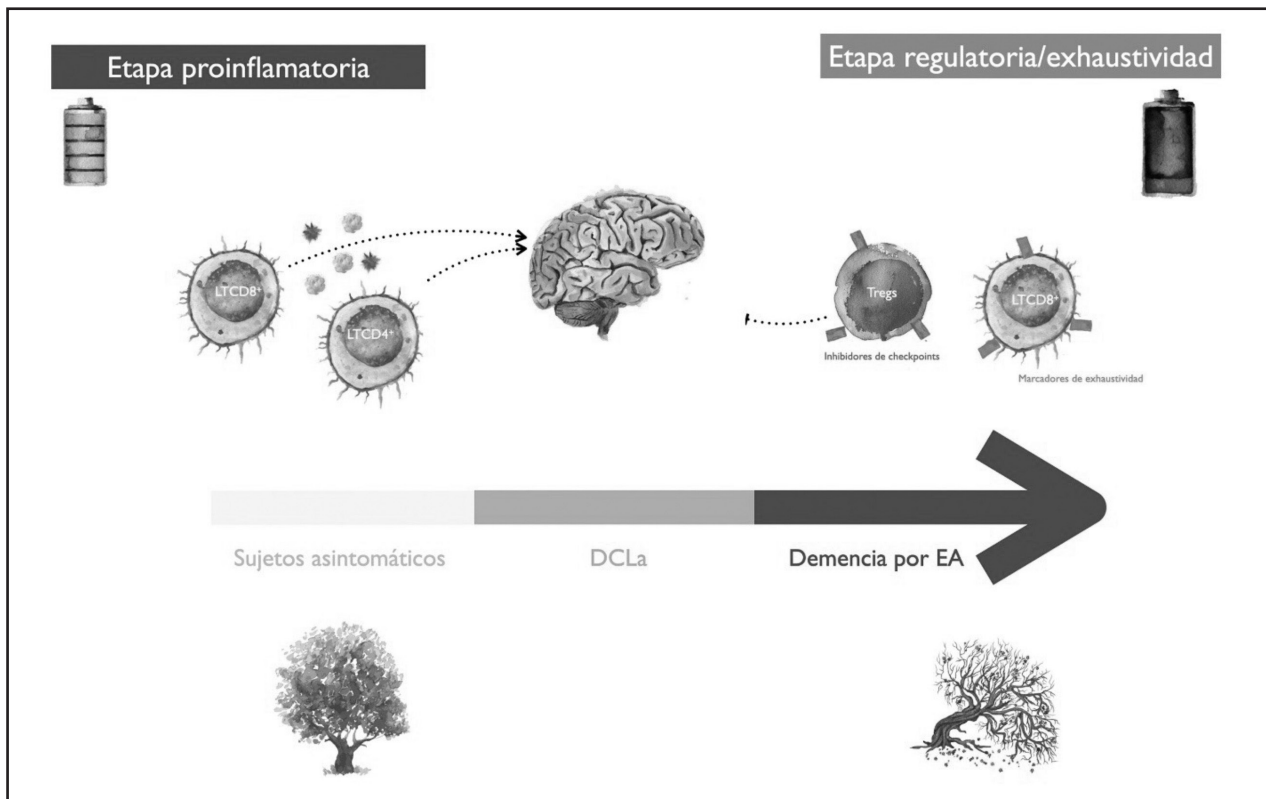 Etapa proinflamatoria
Etapa regulatoria/exhaustividad
LTCD8+
LTCD4+
Tregs
LTCD8+
Inhibidores de checkpoints
Marcadores de exhaustividad
Sujetos asintomáticos
DCLa
Demencia por EA